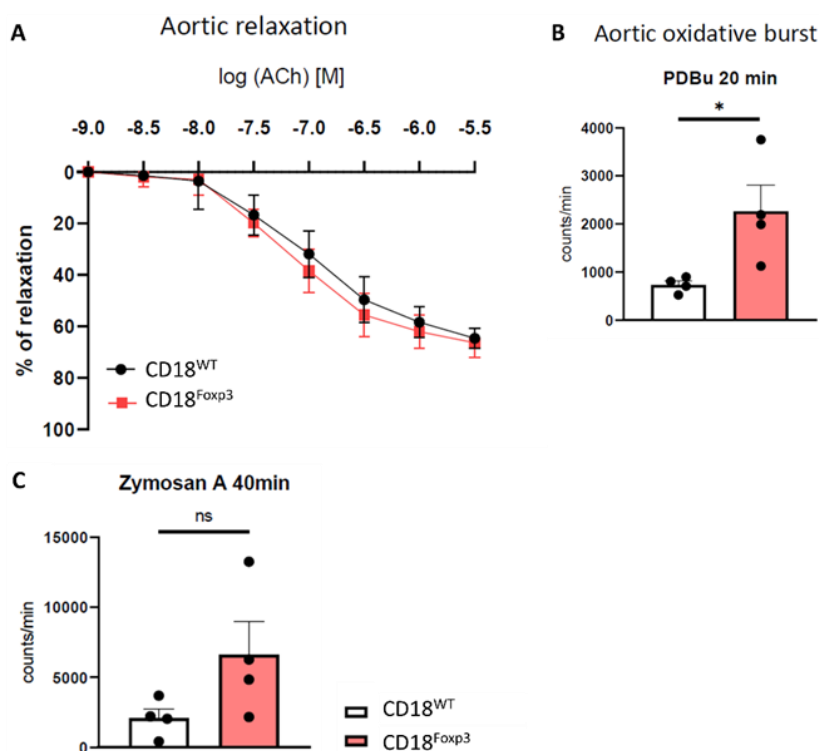 A
Aortic relaxation
log (ACh) [M]
-9.0 -8.5 -8.0 -7.5 -7.0 -6.5 -6.0 -5.5
0
20
40
60
80
100
% of relaxation
CD18WT
CD18Foxp3
B
Aortic oxidative burst
PDBu 20 min
*
4000
3000
2000
1000
0
counts/min
C
Zymosan A 40min
ns
15000
10000
5000
0
counts/min
CD18WT
CD18Foxp3